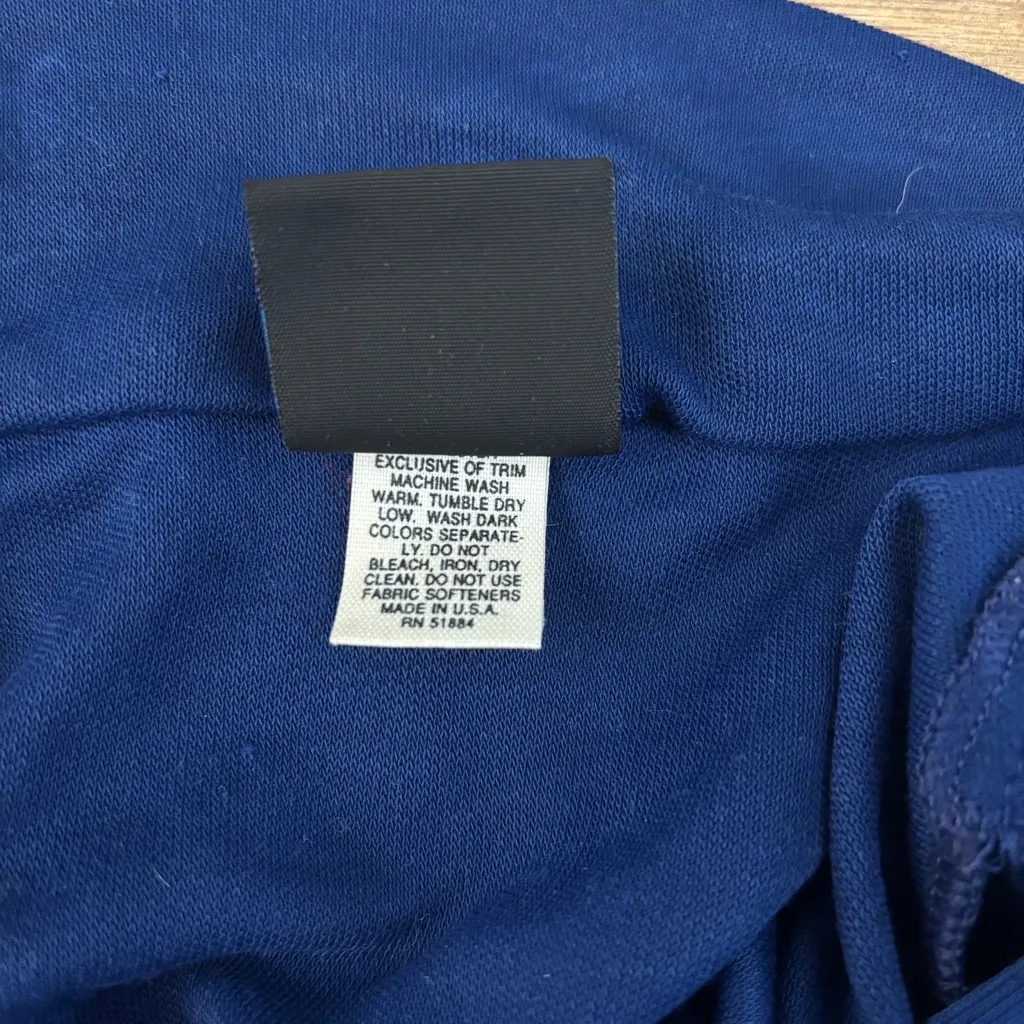 EXCLUSIVE OF TRIM
MACHINE WASH
WARM. TUMBLE DRY
LOW. WASH DARK
COLORS SEPARATE-
LY. DO NOT
BLEACH, IRON, DRY
CLEAN. DO NOT USE
FABRIC SOFTENERS
MADE IN U.S.A.
RN 51884